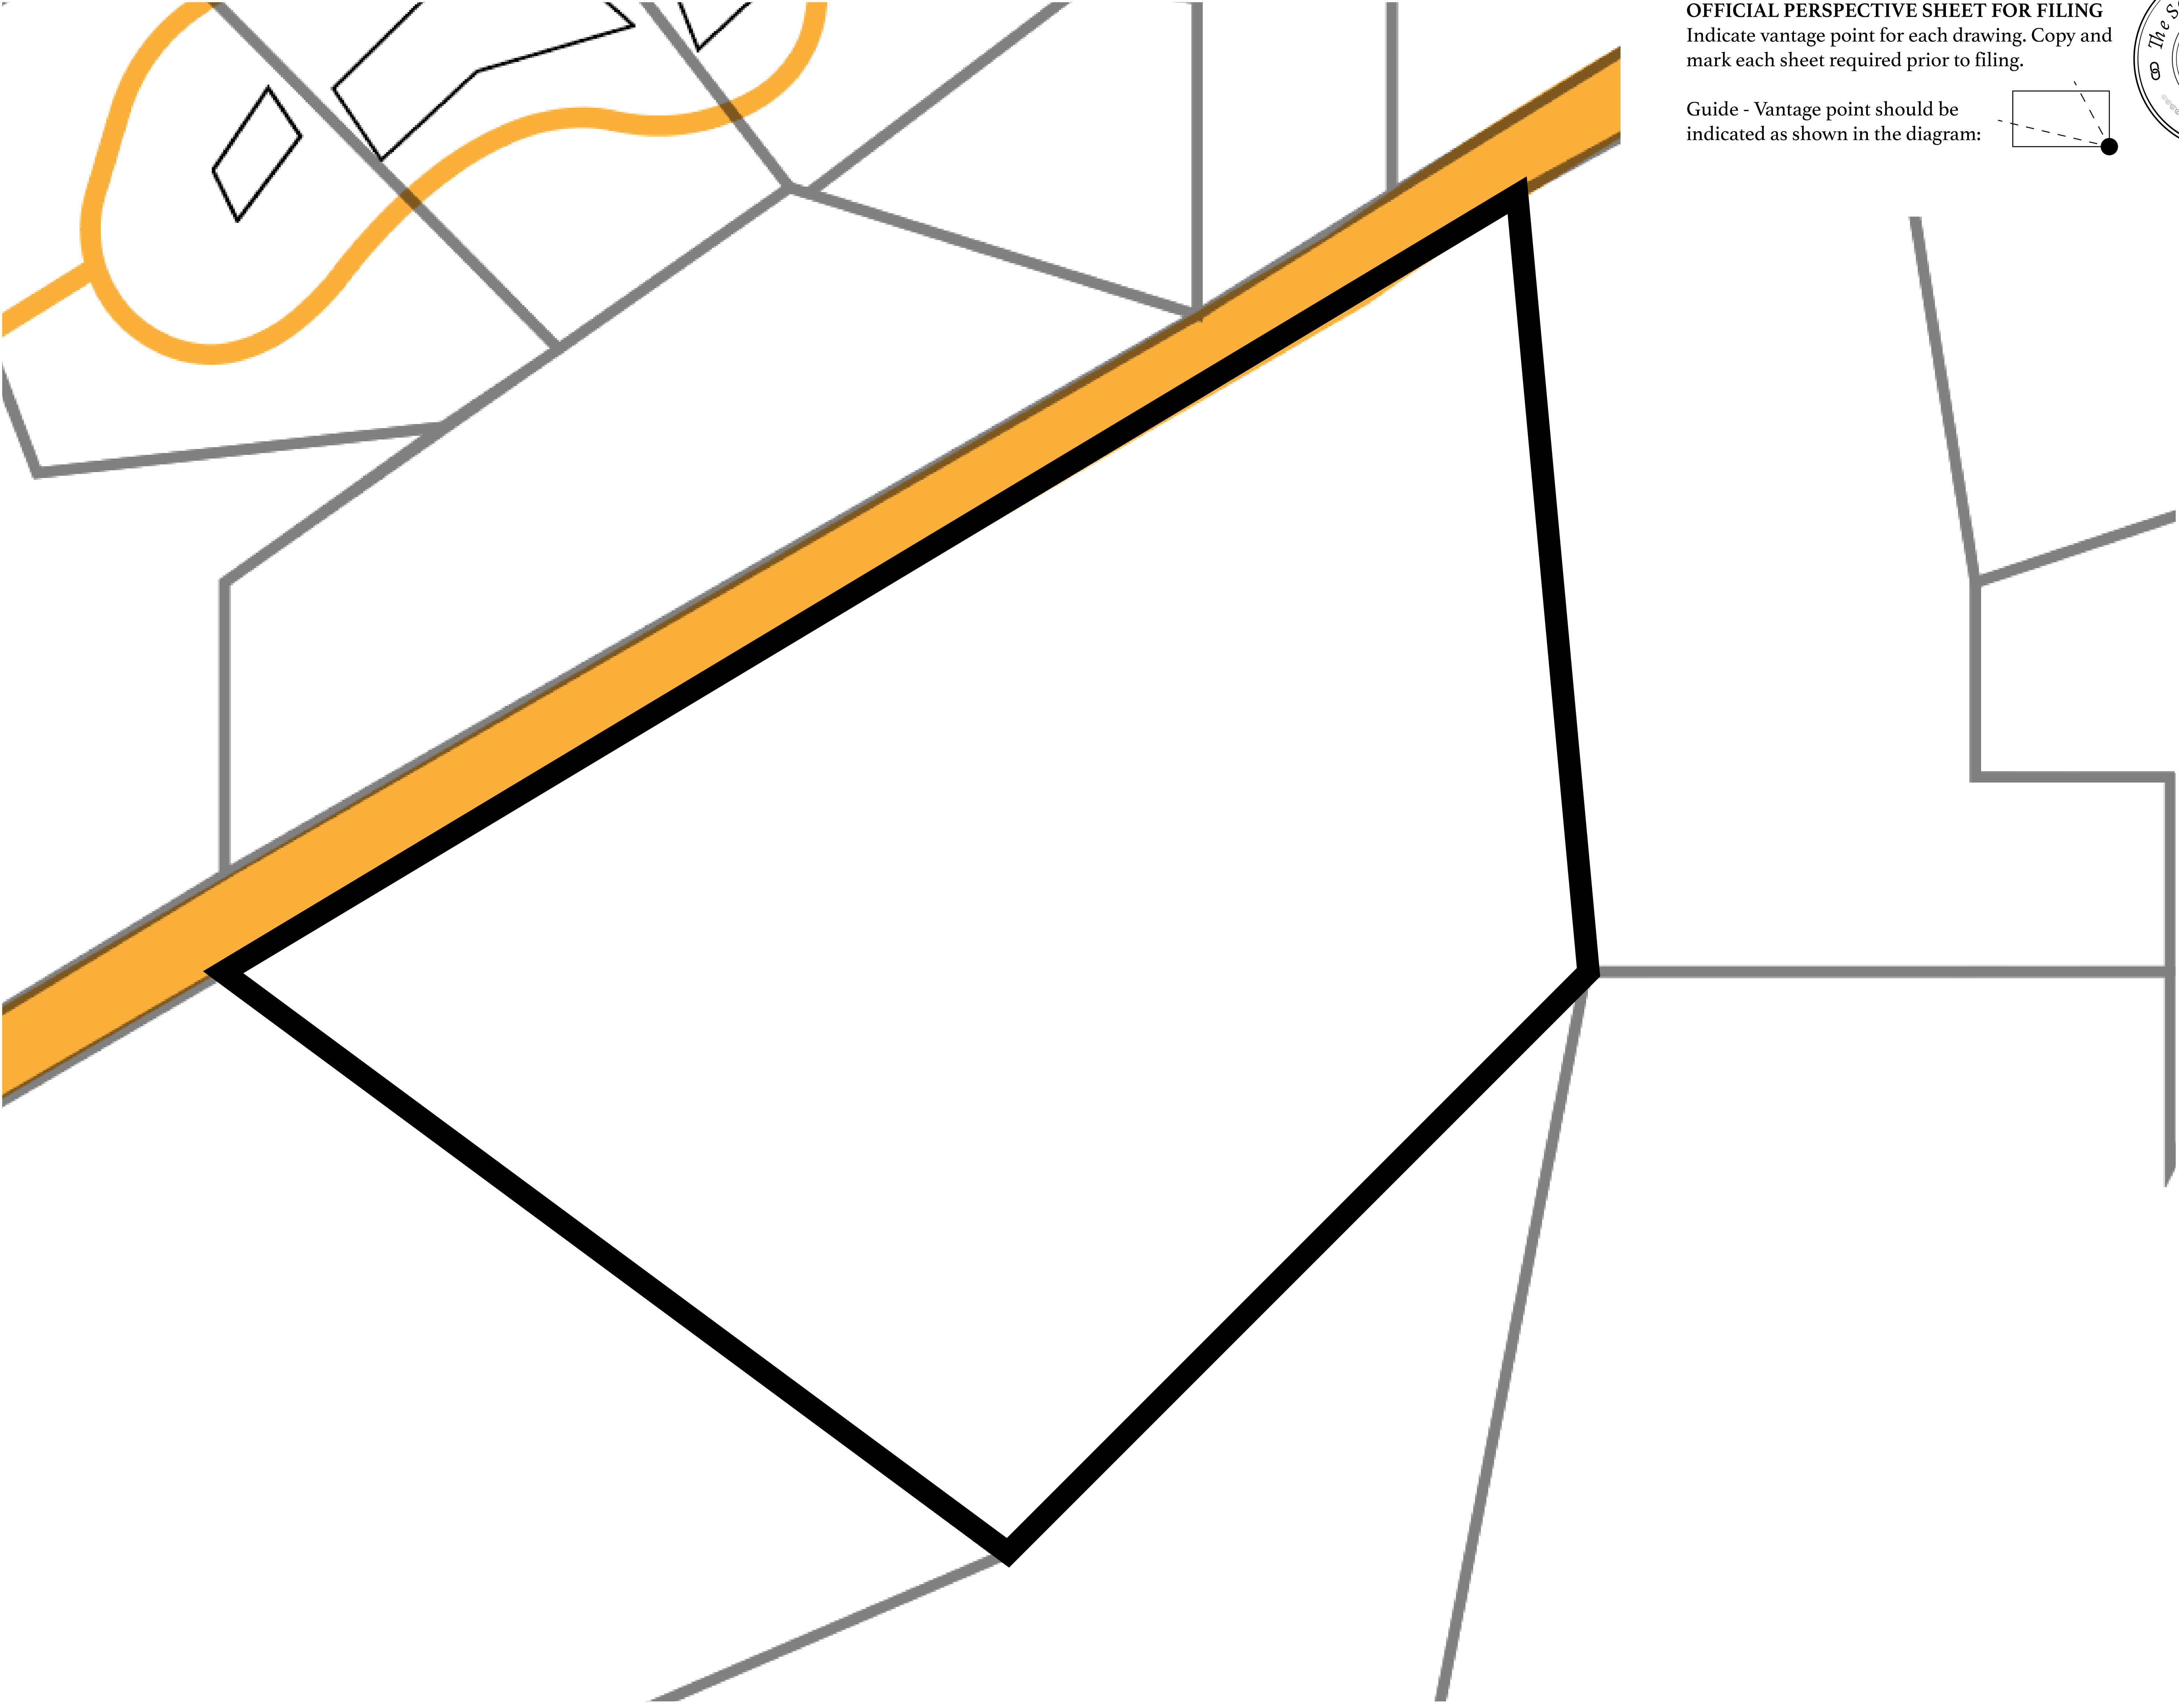 OFFICIAL PERSPECTIVE SHEET FOR FILING
Indicate vantage point for each drawing. Copy and
mark each sheet required prior to filing.
Guide - Vantage point should be
indicated as shown in the diagram:
The